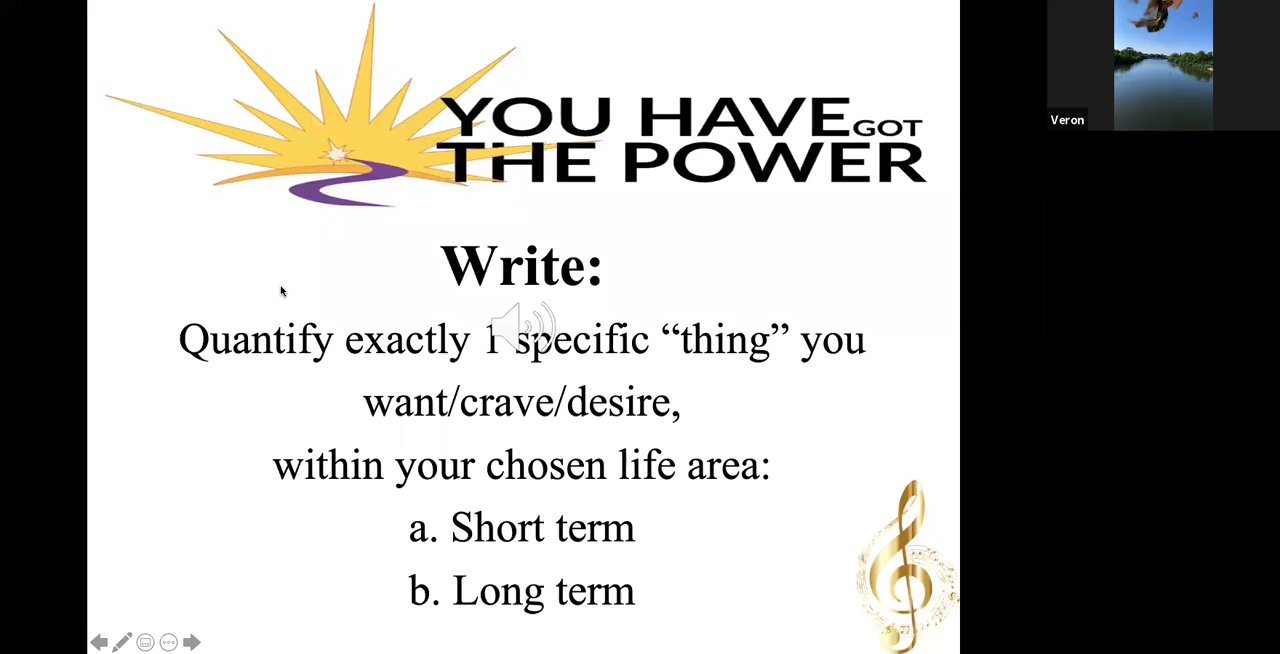 YOU HAVE GOT
THE POWER
Write:
Quantify exactly 1 specific “thing” you
want/crave/desire,
within your chosen life area:
a. Short term
b. Long term
Veron